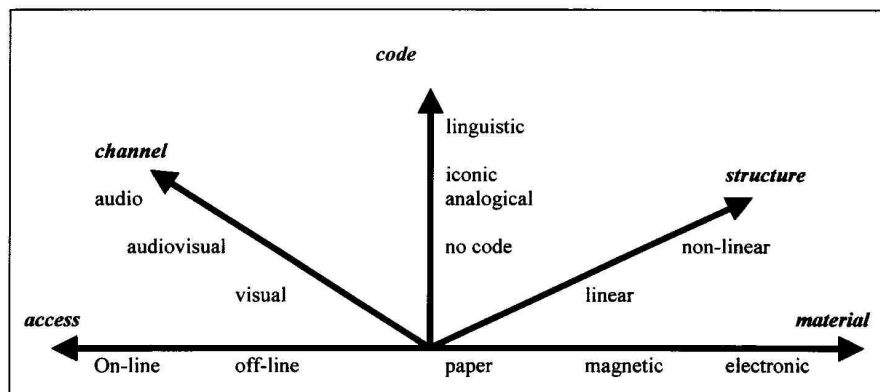 code
linguistic
channel
iconic
structure
audio
analogical
audiovisual
no code
non-linear
visual
linear
access
material
On-line off-line paper magnetic electronic